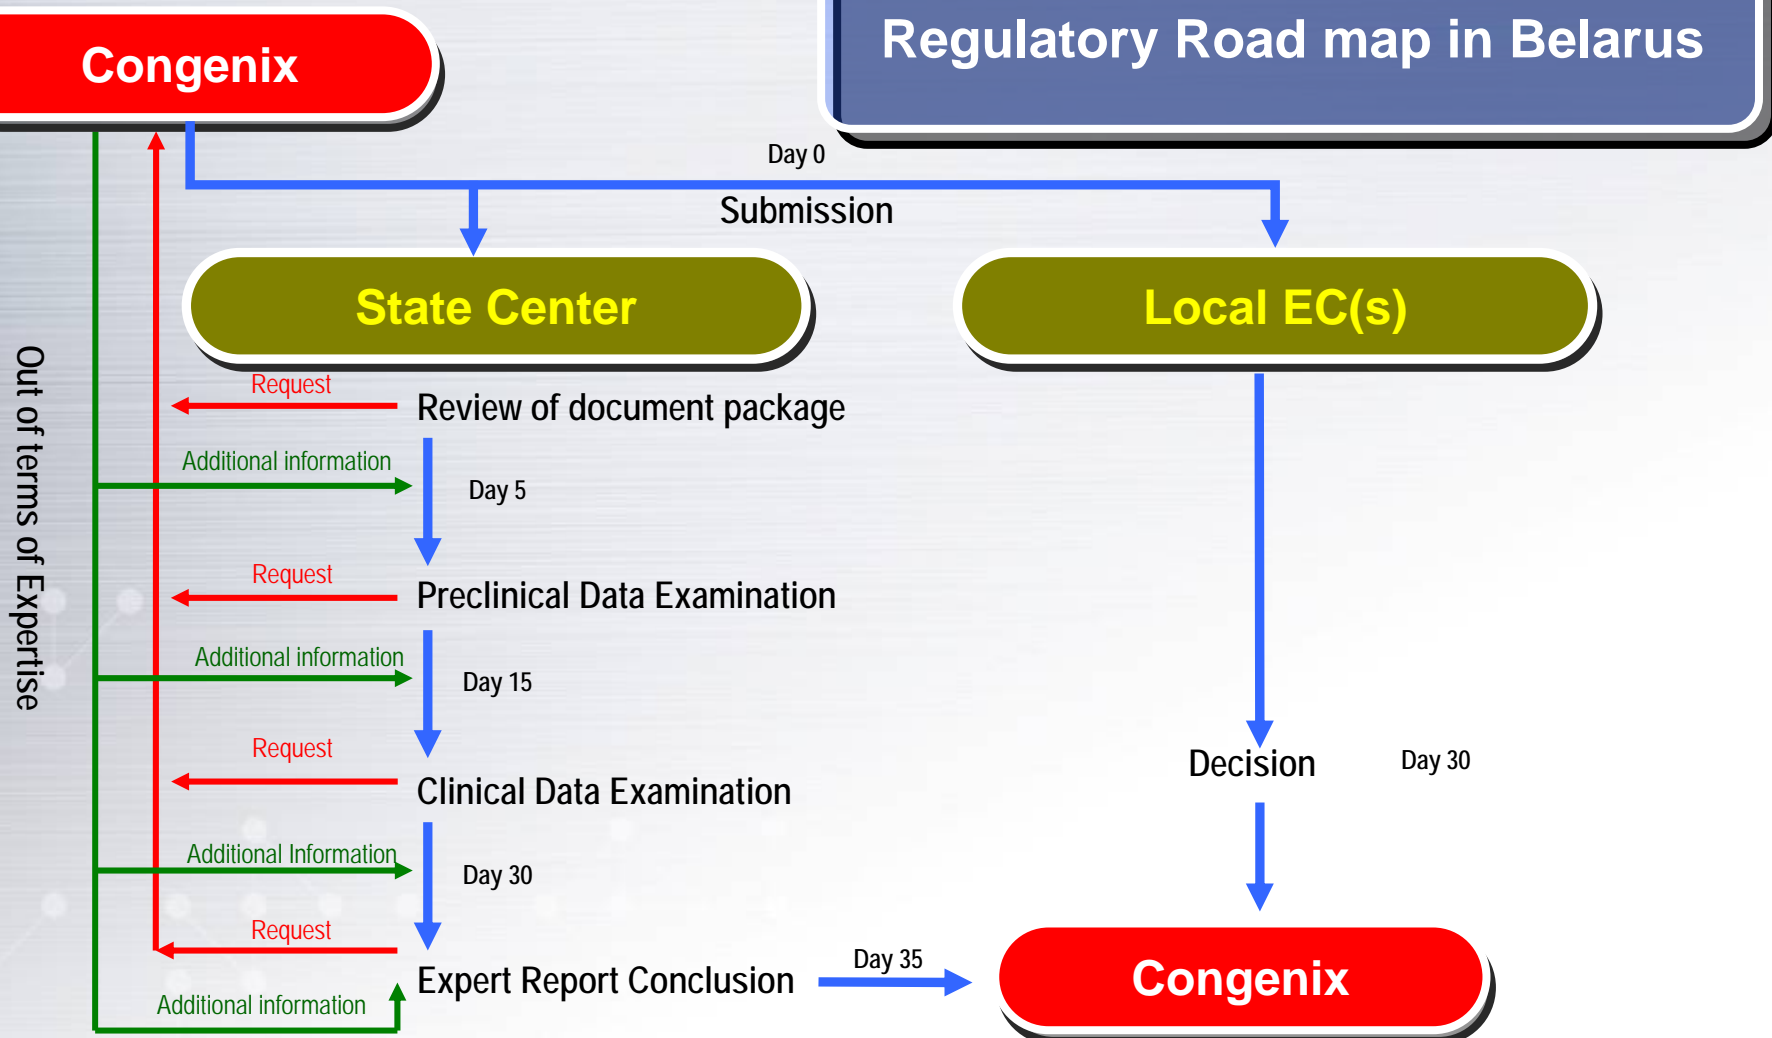 Regulatory Road map in Belarus
Congenix
Day 0
Submission
State Center
Local EC(s)
Out of terms of Expertise
Request
Review of document package
Additional information
Day 5
Request
Preclinical Data Examination
Additional information
Day 15
Request
Clinical Data Examination
Decision
Day 30
Additional Information
Day 30
Request
Expert Report Conclusion
Day 35
Congenix
Additional information